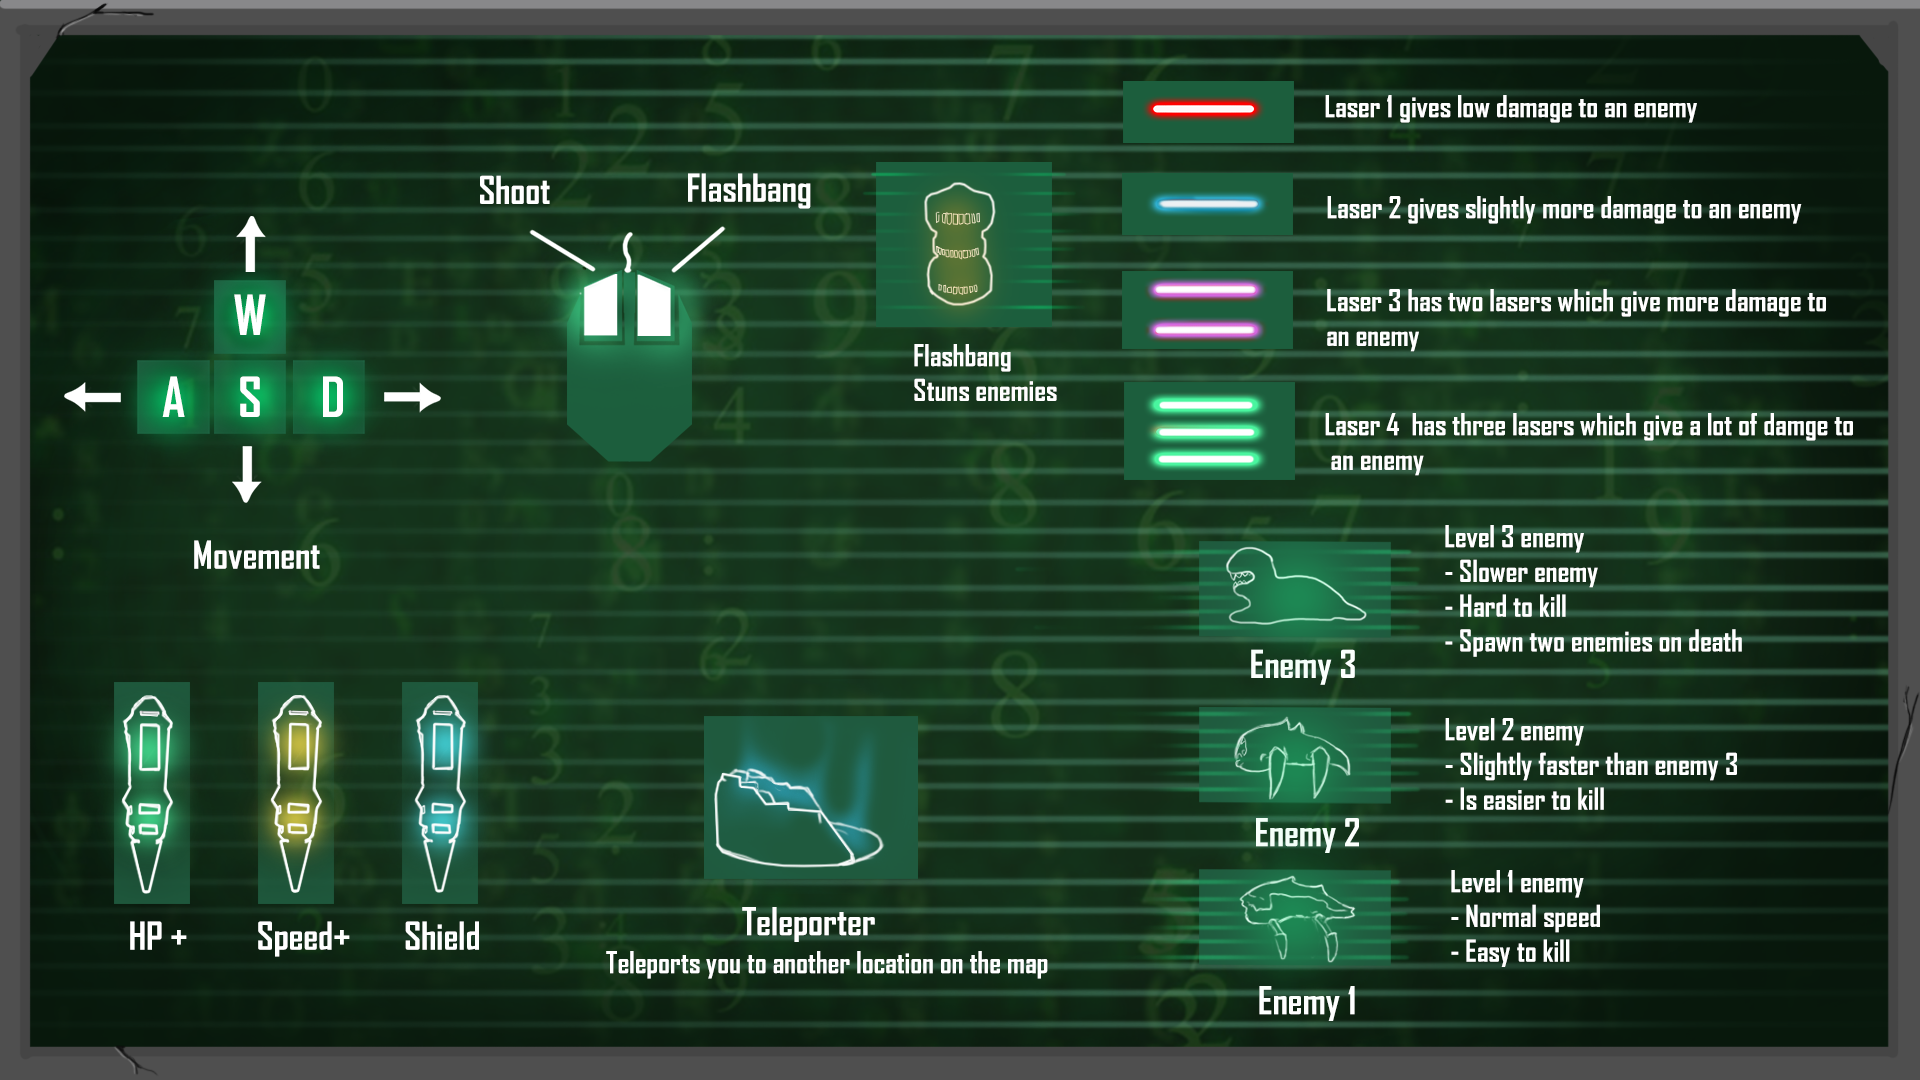 Shoot
Flashbang
W
A S D
Movement
Flashbang
Stuns enemies
Laser 1 gives low damage to an enemy
Laser 2 gives slightly more damage to an enemy
Laser 3 has two lasers which give more damage to
an enemy
Laser 4 has three lasers which give a lot of damge to
an enemy
Level 3 enemy
- Slower enemy
- Hard to kill
- Spawn two enemies on death
Enemy 3
Level 2 enemy
- Slightly faster than enemy 3
- Is easier to kill
Enemy 2
Level 1 enemy
- Normal speed
- Easy to kill
Enemy 1
HP +
Speed+
Shield
Teleporter
Teleports you to another location on the map